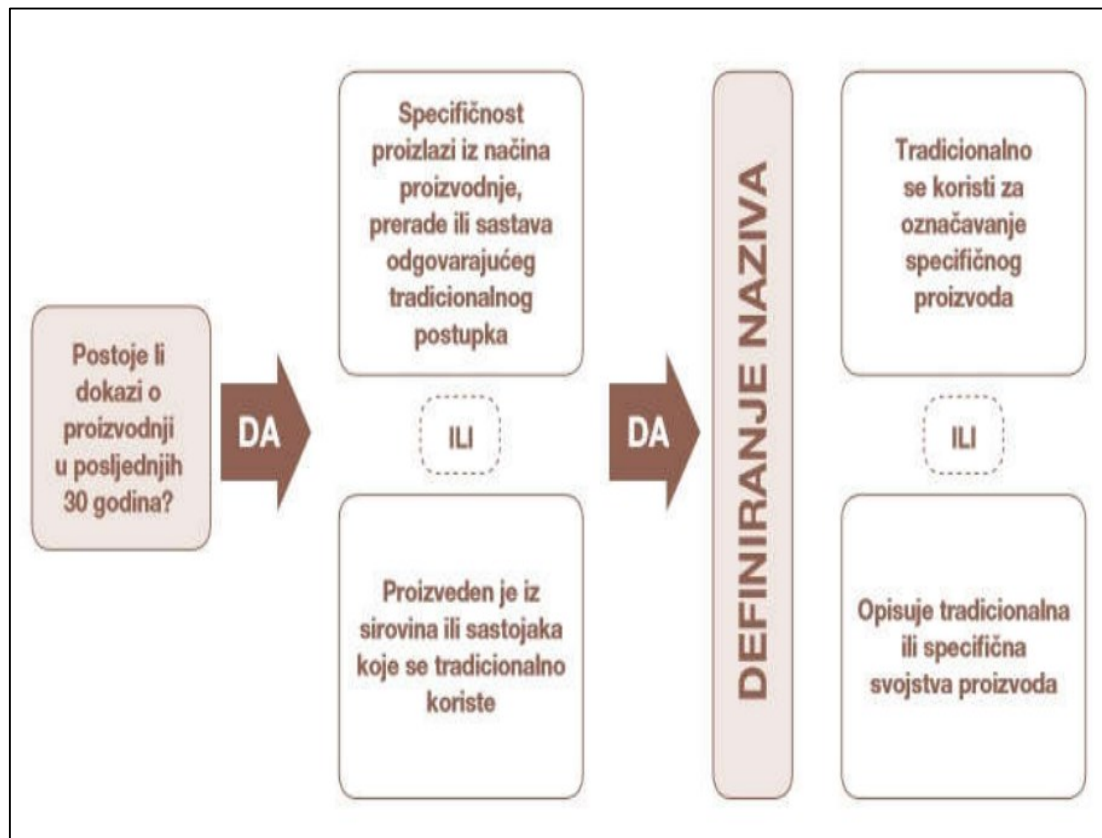 Postoje li
dokazi o
proizvodnji
u posljednjih
30 godina?
DA
Specifičnost
proizlazi iz načina
proizvodnje,
prerade ili sastava
odgovarajućeg
tradicionalnog
postupka
ILI
Proizveden je iz
sirovina ili sastojaka
koje se tradicionalno
koriste
DA
DEFINIRANJE NAZIVA
Tradicionalno
se koristi za
označavanje
specifičnog
proizvoda
ILI
Opisuje tradicionalna
ili specifična
svojstva proizvoda